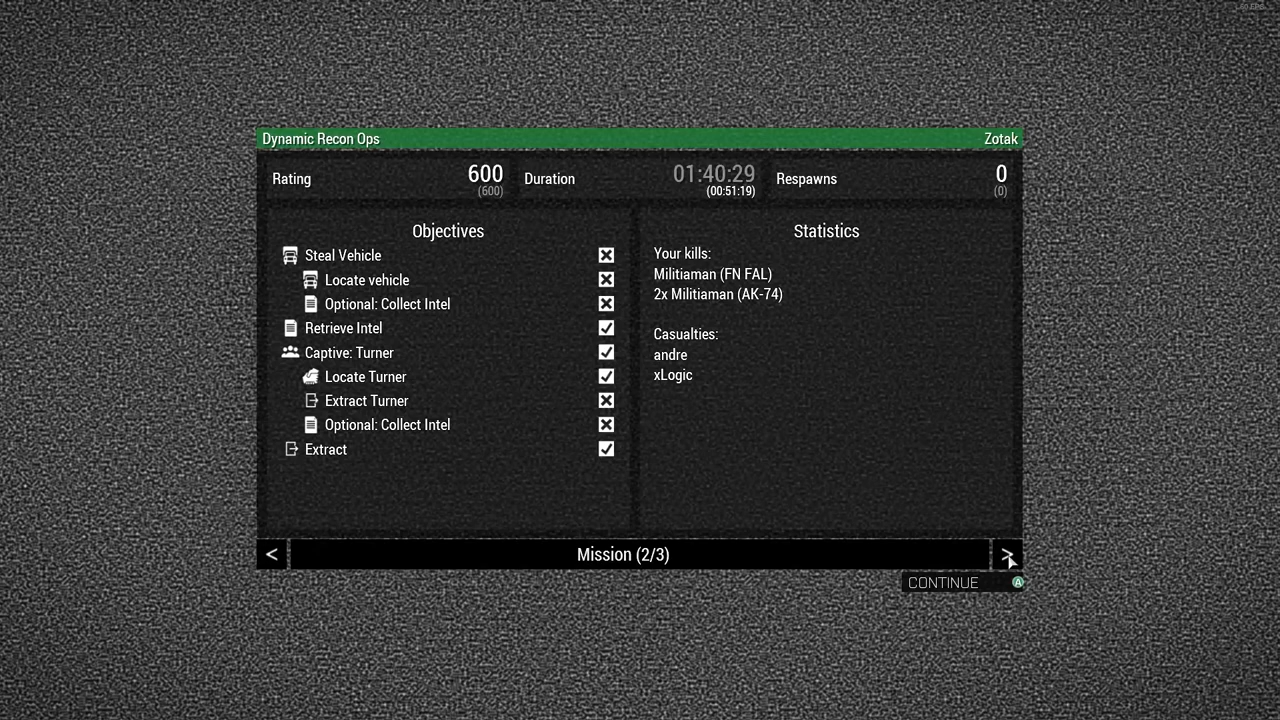 60 FPS
Dynamic Recon Ops Zotak
Rating 600 (600) Duration 01:40:29 (00:51:19) Respawns 0 (0)
Objectives
Steal Vehicle
Locate vehicle
Optional: Collect Intel
Retrieve Intel
Captive: Turner
Locate Turner
Extract Turner
Optional: Collect Intel
Extract
Statistics
Your kills:
Militiaman (FN FAL)
2x Militiaman (AK-74)
Casualties:
andre
xLogic
< Mission (2/3) >
CONTINUE A